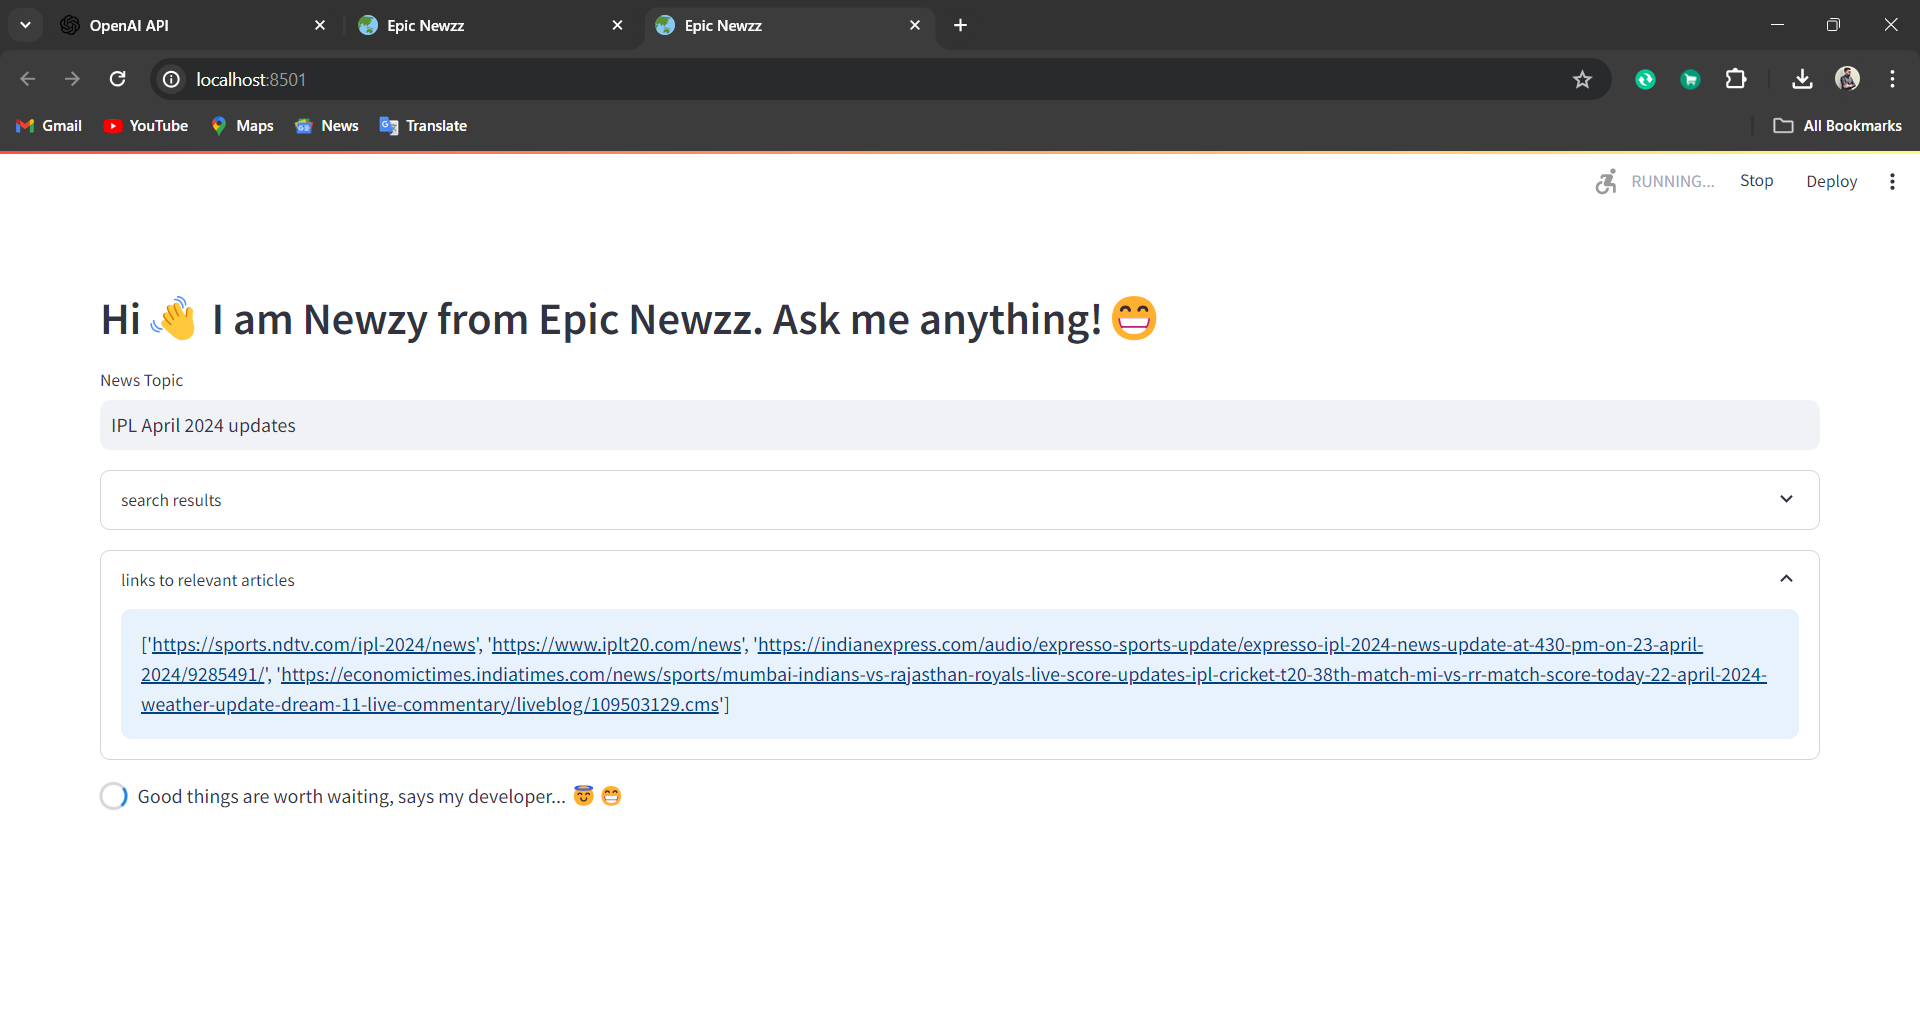 OpenAI API
Epic Newzz
Epic Newzz
localhost:8501
Gmail
YouTube
Maps
News
Translate
All Bookmarks
RUNNING...
Stop
Deploy
Hi 👋 I am Newzy from Epic Newzz. Ask me anything! 😁
News Topic
IPL April 2024 updates
search results
links to relevant articles
['https://sports.ndtv.com/ipl-2024/news', 'https://www.iplt20.com/news', 'https://indianexpress.com/audio/expresso-sports-update/expresso-ipl-2024-news-update-at-430-pm-on-23-april-
2024/9285491/', 'https://economictimes.indiatimes.com/news/sports/mumbai-indians-vs-rajasthan-royals-live-score-updates-ipl-cricket-t20-38th-match-mi-vs-rr-match-score-today-22-april-2024-
weather-update-dream-11-live-commentary/liveblog/109503129.cms']
Good things are worth waiting, says my developer... 😇 😁